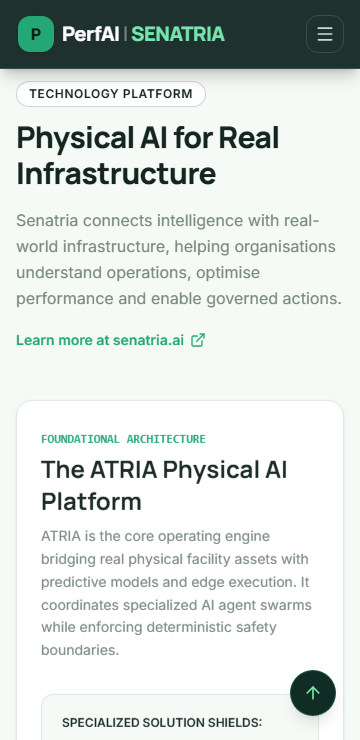 P PerfAI | SENATRIA
TECHNOLOGY PLATFORM
Physical AI for Real
Infrastructure
Senatria connects intelligence with real-
world infrastructure, helping organisations
understand operations, optimise
performance and enable governed actions.
Learn more at senatria.ai
FOUNDATIONAL ARCHITECTURE
The ATRIA Physical AI
Platform
ATRIA is the core operating engine
bridging real physical facility assets with
predictive models and edge execution. It
coordinates specialized AI agent swarms
while enforcing deterministic safety
boundaries.
SPECIALIZED SOLUTION SHIELDS: